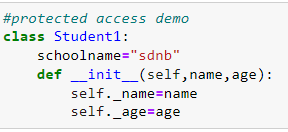 #protected access demo
class Student1:
    schoolname="sdnb"
    def __init__(self,name,age):
        self._name=name
        self._age=age